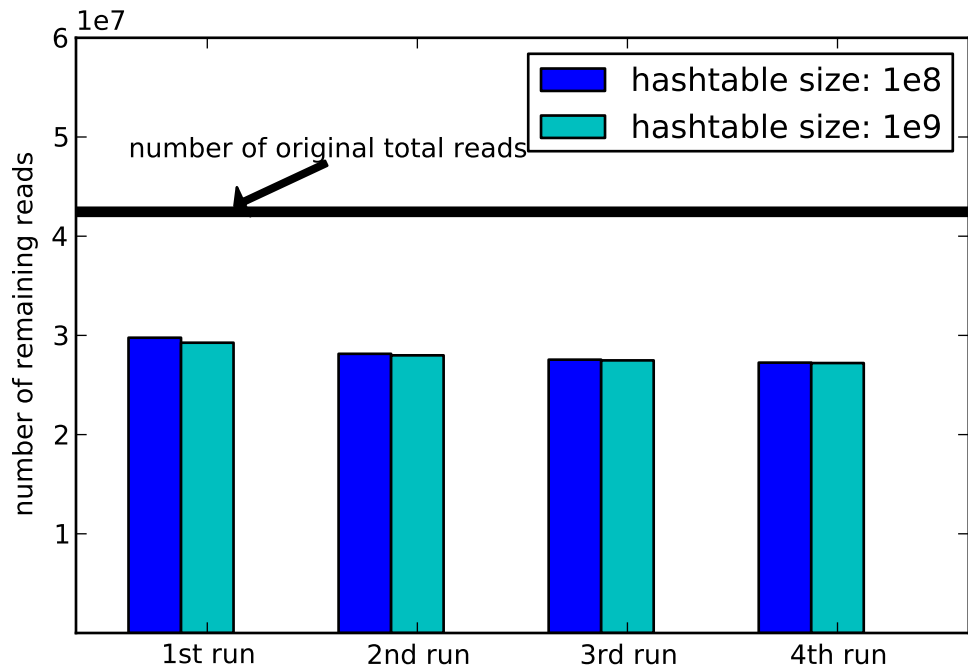 1e7
6
5
4
3
2
1
number of remaining reads
number of original total reads
hashtable size: 1e8
hashtable size: 1e9
1st run
2nd run
3rd run
4th run